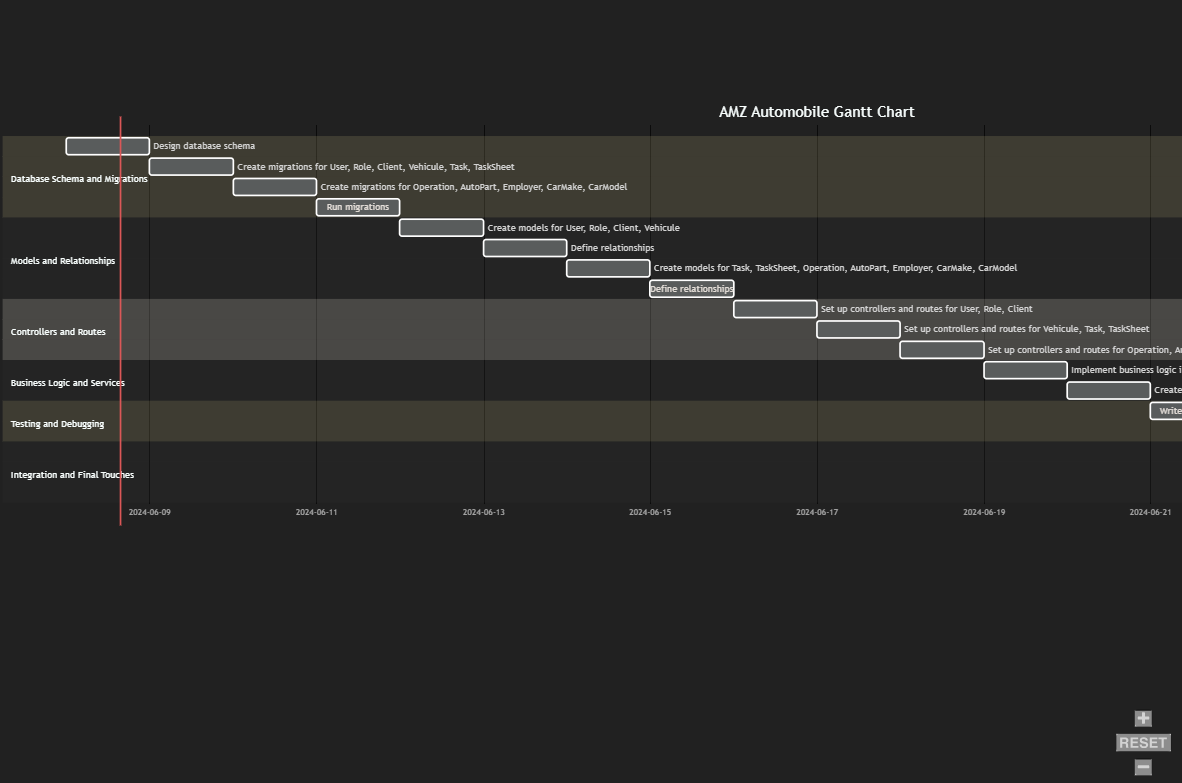 AMZ Automobile Gantt Chart
Design database schema
Create migrations for User, Role, Client, Vehicule, Task, TaskSheet
Database Schema and Migrations
Create migrations for Operation, AutoPart, Employer, CarMake, CarModel
Run migrations
Create models for User, Role, Client, Vehicule
Define relationships
Models and Relationships
Create models for Task, TaskSheet, Operation, AutoPart, Employer, CarMake, CarModel
Define relationships
Set up controllers and routes for User, Role, Client
Controllers and Routes
Set up controllers and routes for Vehicule, Task, TaskSheet
Set up controllers and routes for Operation,
Implement business logic
Business Logic and Services
Create
Write
Testing and Debugging
Integration and Final Touches
2024-06-09 2024-06-11 2024-06-13 2024-06-15 2024-06-17 2024-06-19 2024-06-21
+
RESET
−